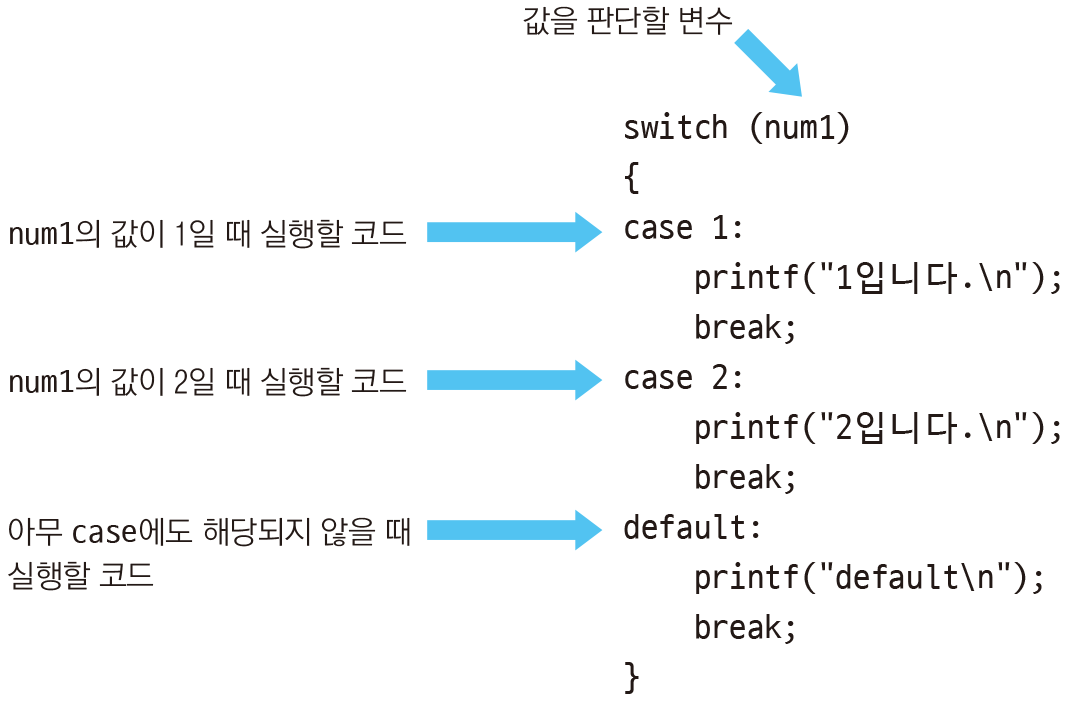 값을 판단할 변수
switch (num1)
{
num1의 값이 1일 때 실행할 코드
case 1:
printf("1입니다.\n");
break;
num1의 값이 2일 때 실행할 코드
case 2:
printf("2입니다.\n");
break;
아무 case에도 해당되지 않을 때
실행할 코드
default:
printf("default\n");
break;
}